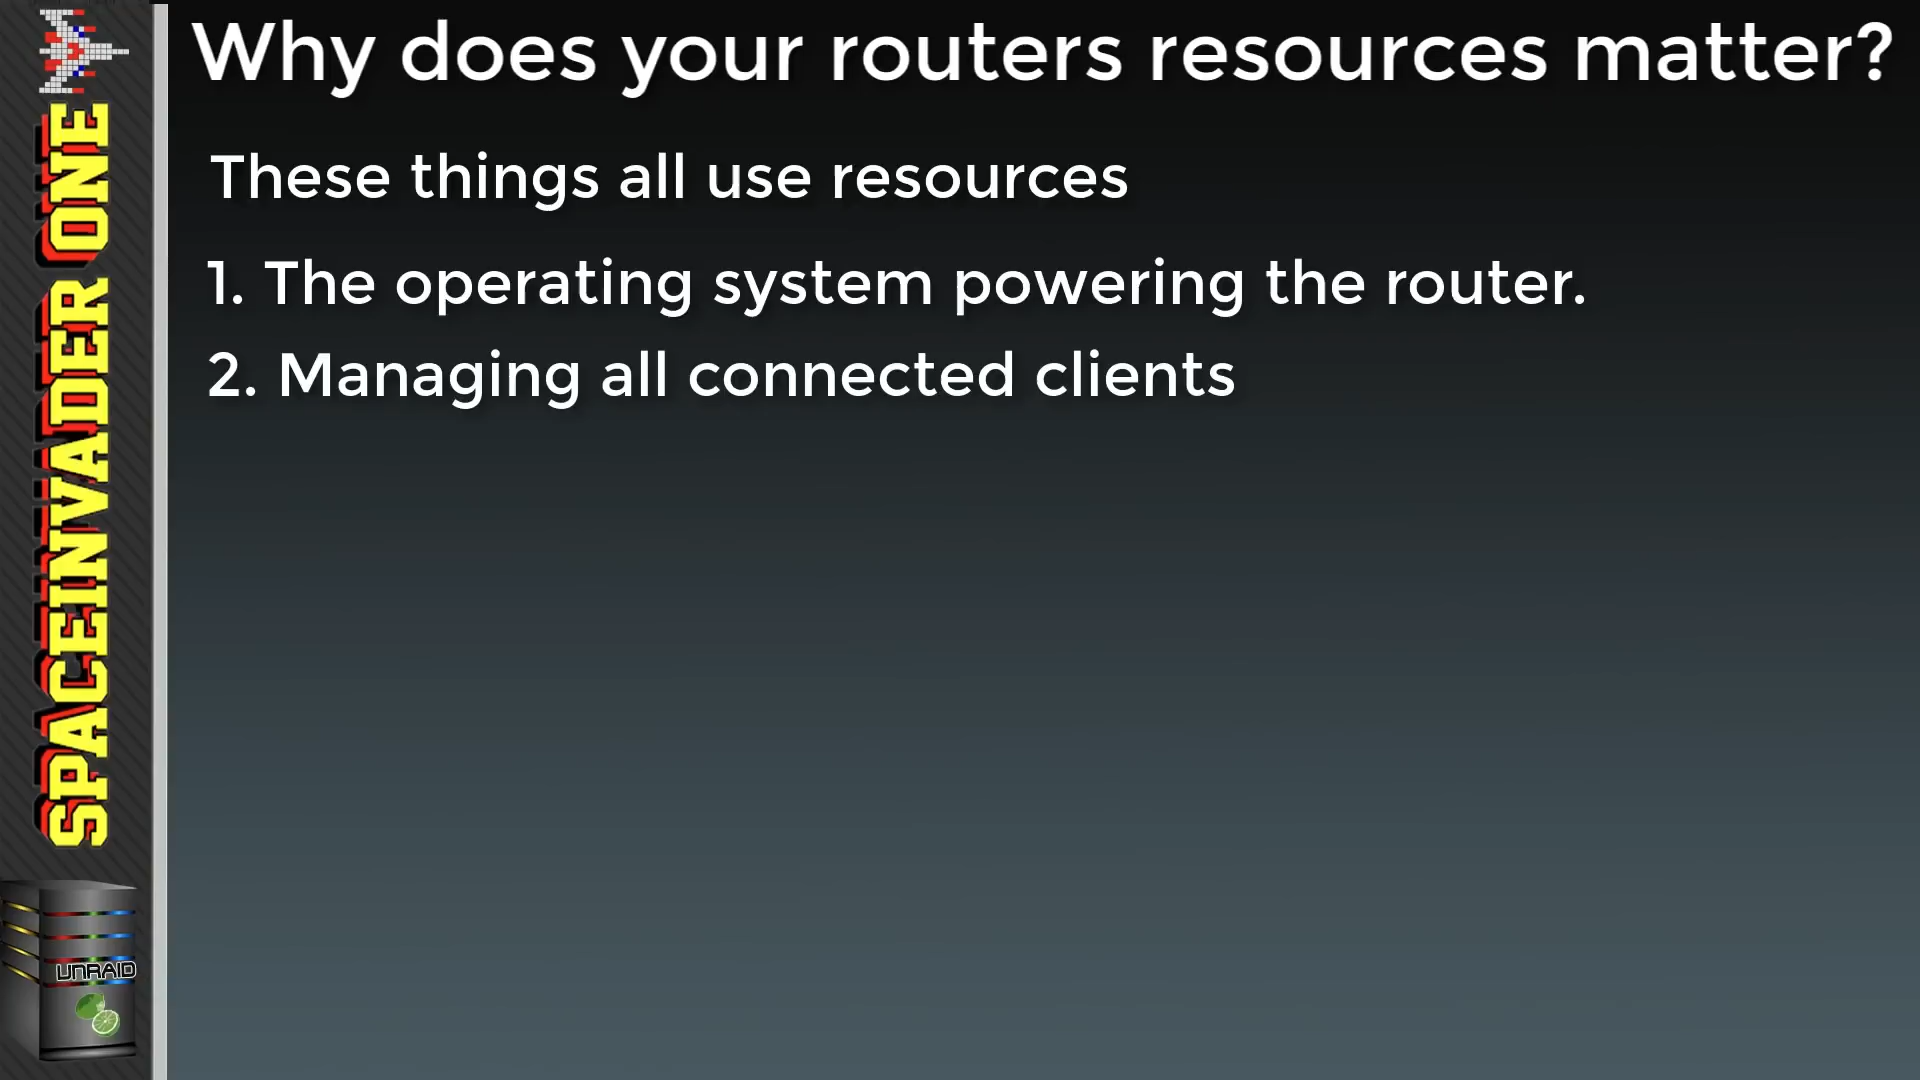 Why does your routers resources matter?
These things all use resources
1. The operating system powering the router.
2. Managing all connected clients
SPACEINVADER ONE
UNRAID